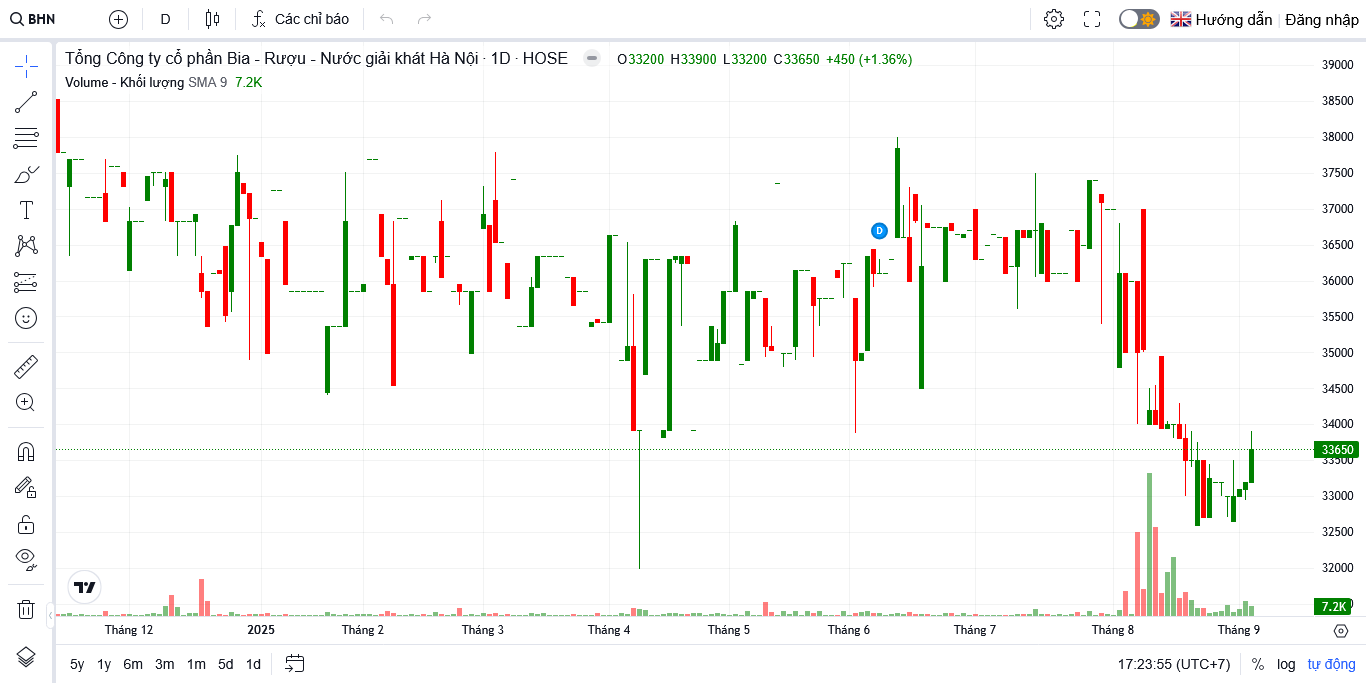 BHN D Các chỉ báo Hướng dẫn Đăng nhập
Tổng Công ty cổ phần Bia - Rượu - Nước giải khát Hà Nội · 1D · HOSE O33200 H33900 L33200 C33650 +450 (+1.36%)
Volume - Khối lượng SMA 9 7.2K
39000
38500
38000
37500
37000
36500
36000
35500
35000
34500
34000
33650
33500
33000
32500
32000
7.2K
D
Tháng 12 2025 Tháng 2 Tháng 3 Tháng 4 Tháng 5 Tháng 6 Tháng 7 Tháng 8 Tháng 9
5y 1y 6m 3m 1m 5d 1d 17:23:55 (UTC+7) % log tự động